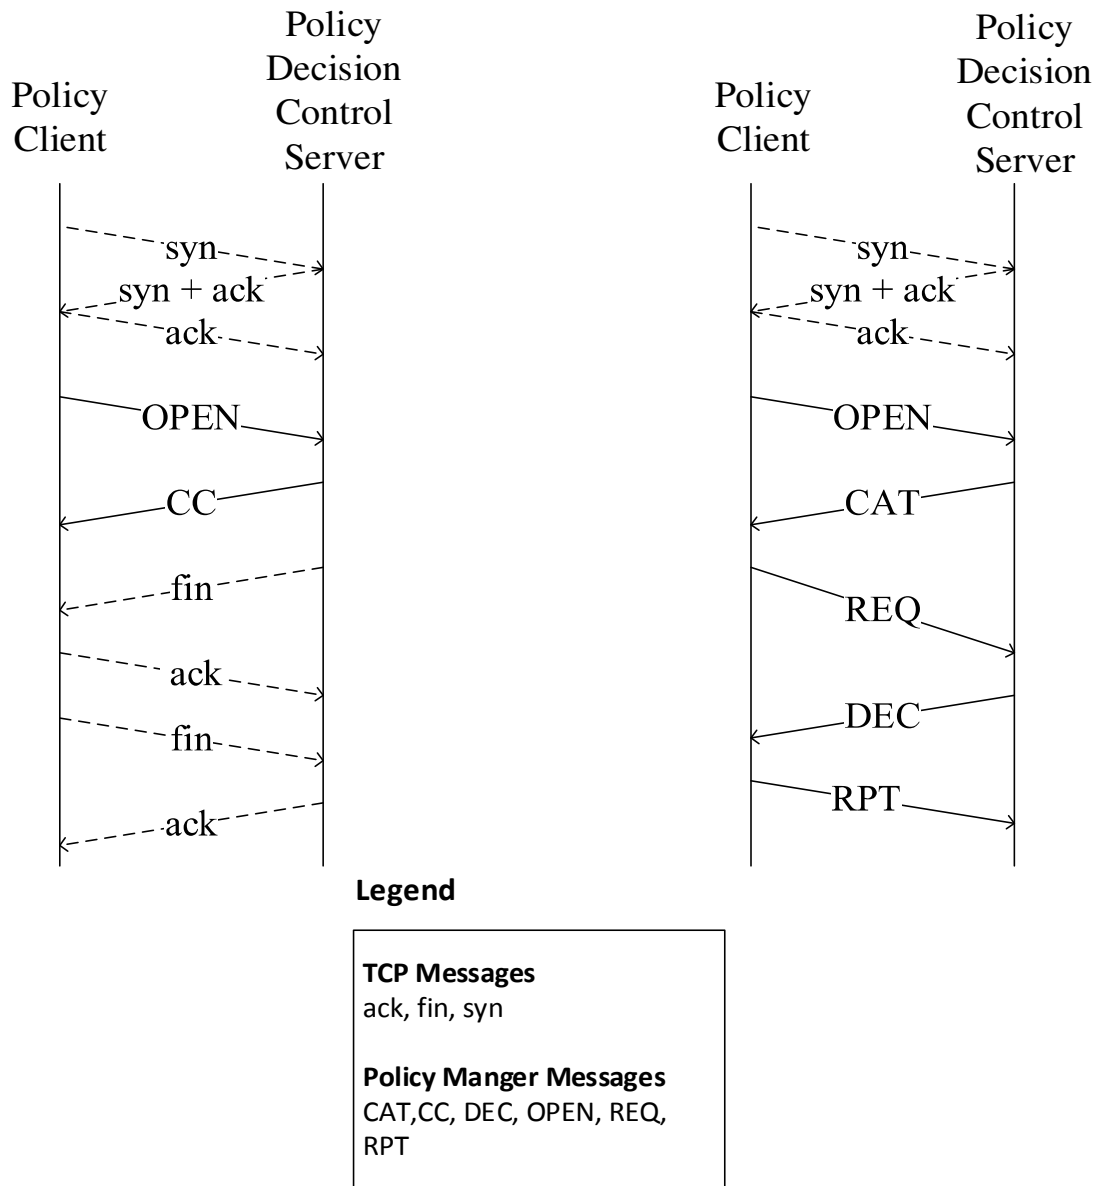 Policy
Client
Policy
Decision
Control
Server
syn
syn + ack
ack
OPEN
CC
fin
ack
fin
ack
Policy
Client
Policy
Decision
Control
Server
syn
syn + ack
ack
OPEN
CAT
REQ
DEC
RPT
Legend
TCP Messages
ack, fin, syn
Policy Manger Messages
CAT,CC, DEC, OPEN, REQ,
RPT